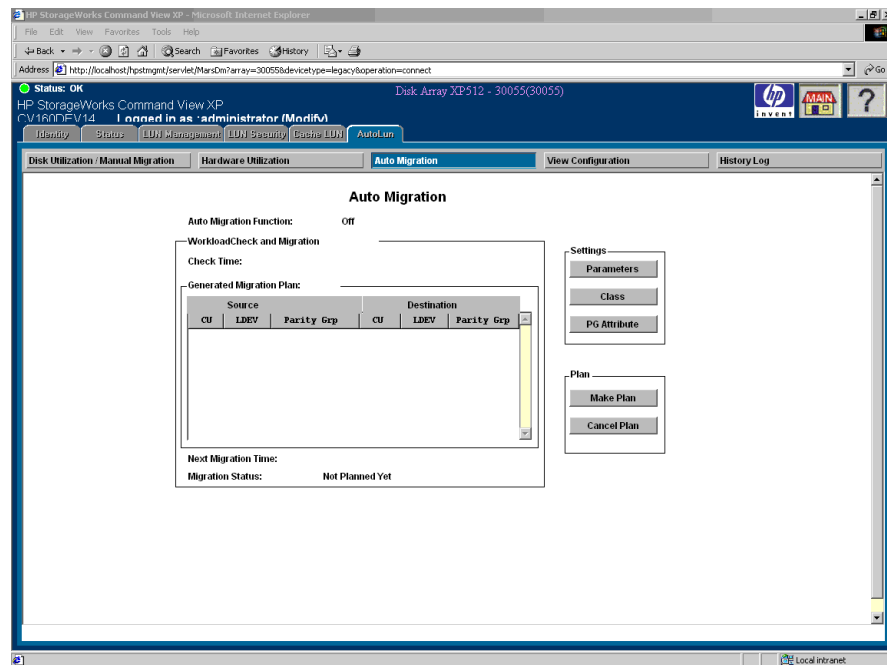 HP StorageWorks Command View XP - Microsoft Internet Explorer
File Edit View Favorites Tools Help
Back Search Favorites History
Address http://localhost/hpstmgmt/servlet/MarsDm?array=30055&devicetype=legacy&operation=connect Go
Status: OK Disk Array XP512 - 30055(30055)
HP StorageWorks Command View XP
CV160DEV14 Logged in as :administrator (Modify)
hp invent MAIN ?
Identity Status LUN Management LUN Security Cache LUN AutoLun
Disk Utilization / Manual Migration Hardware Utilization Auto Migration View Configuration History Log
Auto Migration
Auto Migration Function: Off
WorkloadCheck and Migration
Check Time:
Generated Migration Plan:
Source Destination
CU LDEV Parity Grp CU LDEV Parity Grp
Next Migration Time:
Migration Status: Not Planned Yet
Settings
Parameters
Class
PG Attribute
Plan
Make Plan
Cancel Plan
Local intranet